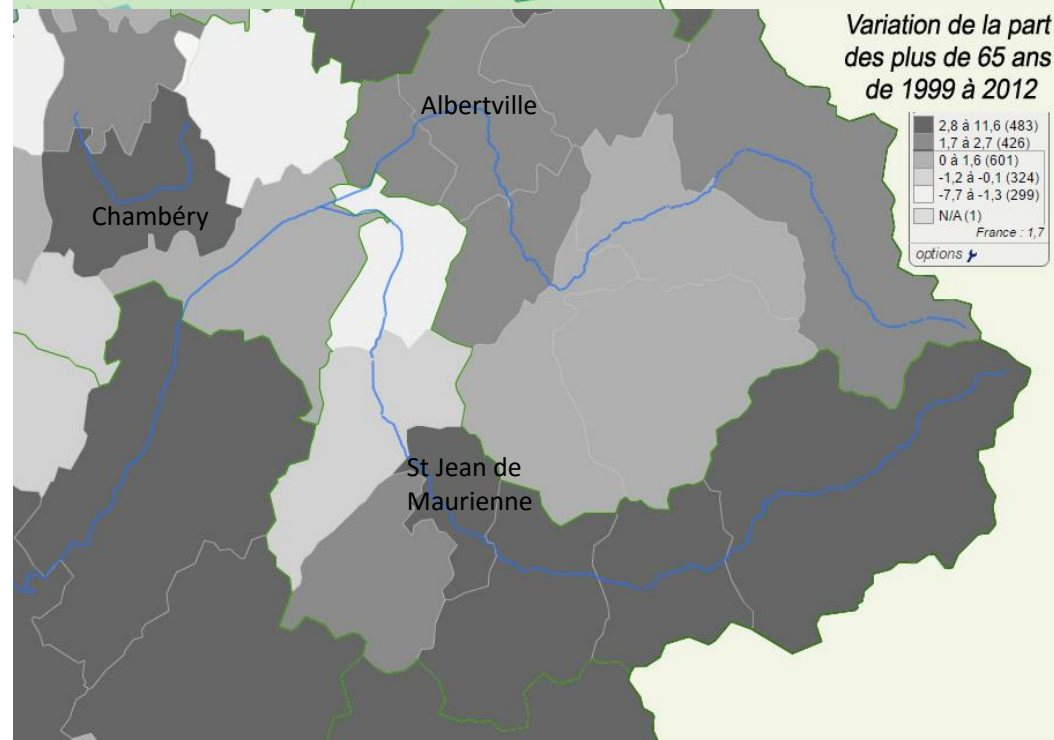 Variation de la part
des plus de 65 ans
de 1999 à 2012
2,8 à 11,6 (483)
1,7 à 2,7 (426)
0 à 1,6 (601)
-1,2 à -0,1 (324)
-7,7 à -1,3 (299)
N/A (1)
France : 1,7
options
Albertville
Chambéry
St Jean de
Maurienne